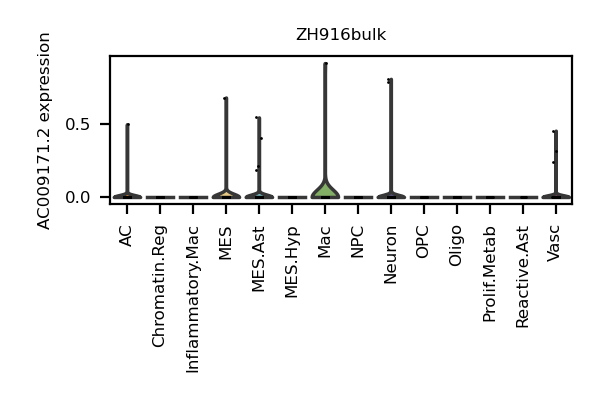 ZH916bulk
AC009171.2 expression
0.5
0.0
AC
Chromatin.Reg
Inflammatory.Mac
MES
MES.Ast
MES.Hyp
Mac
NPC
Neuron
OPC
Oligo
Prolif.Metab
Reactive.Ast
Vasc